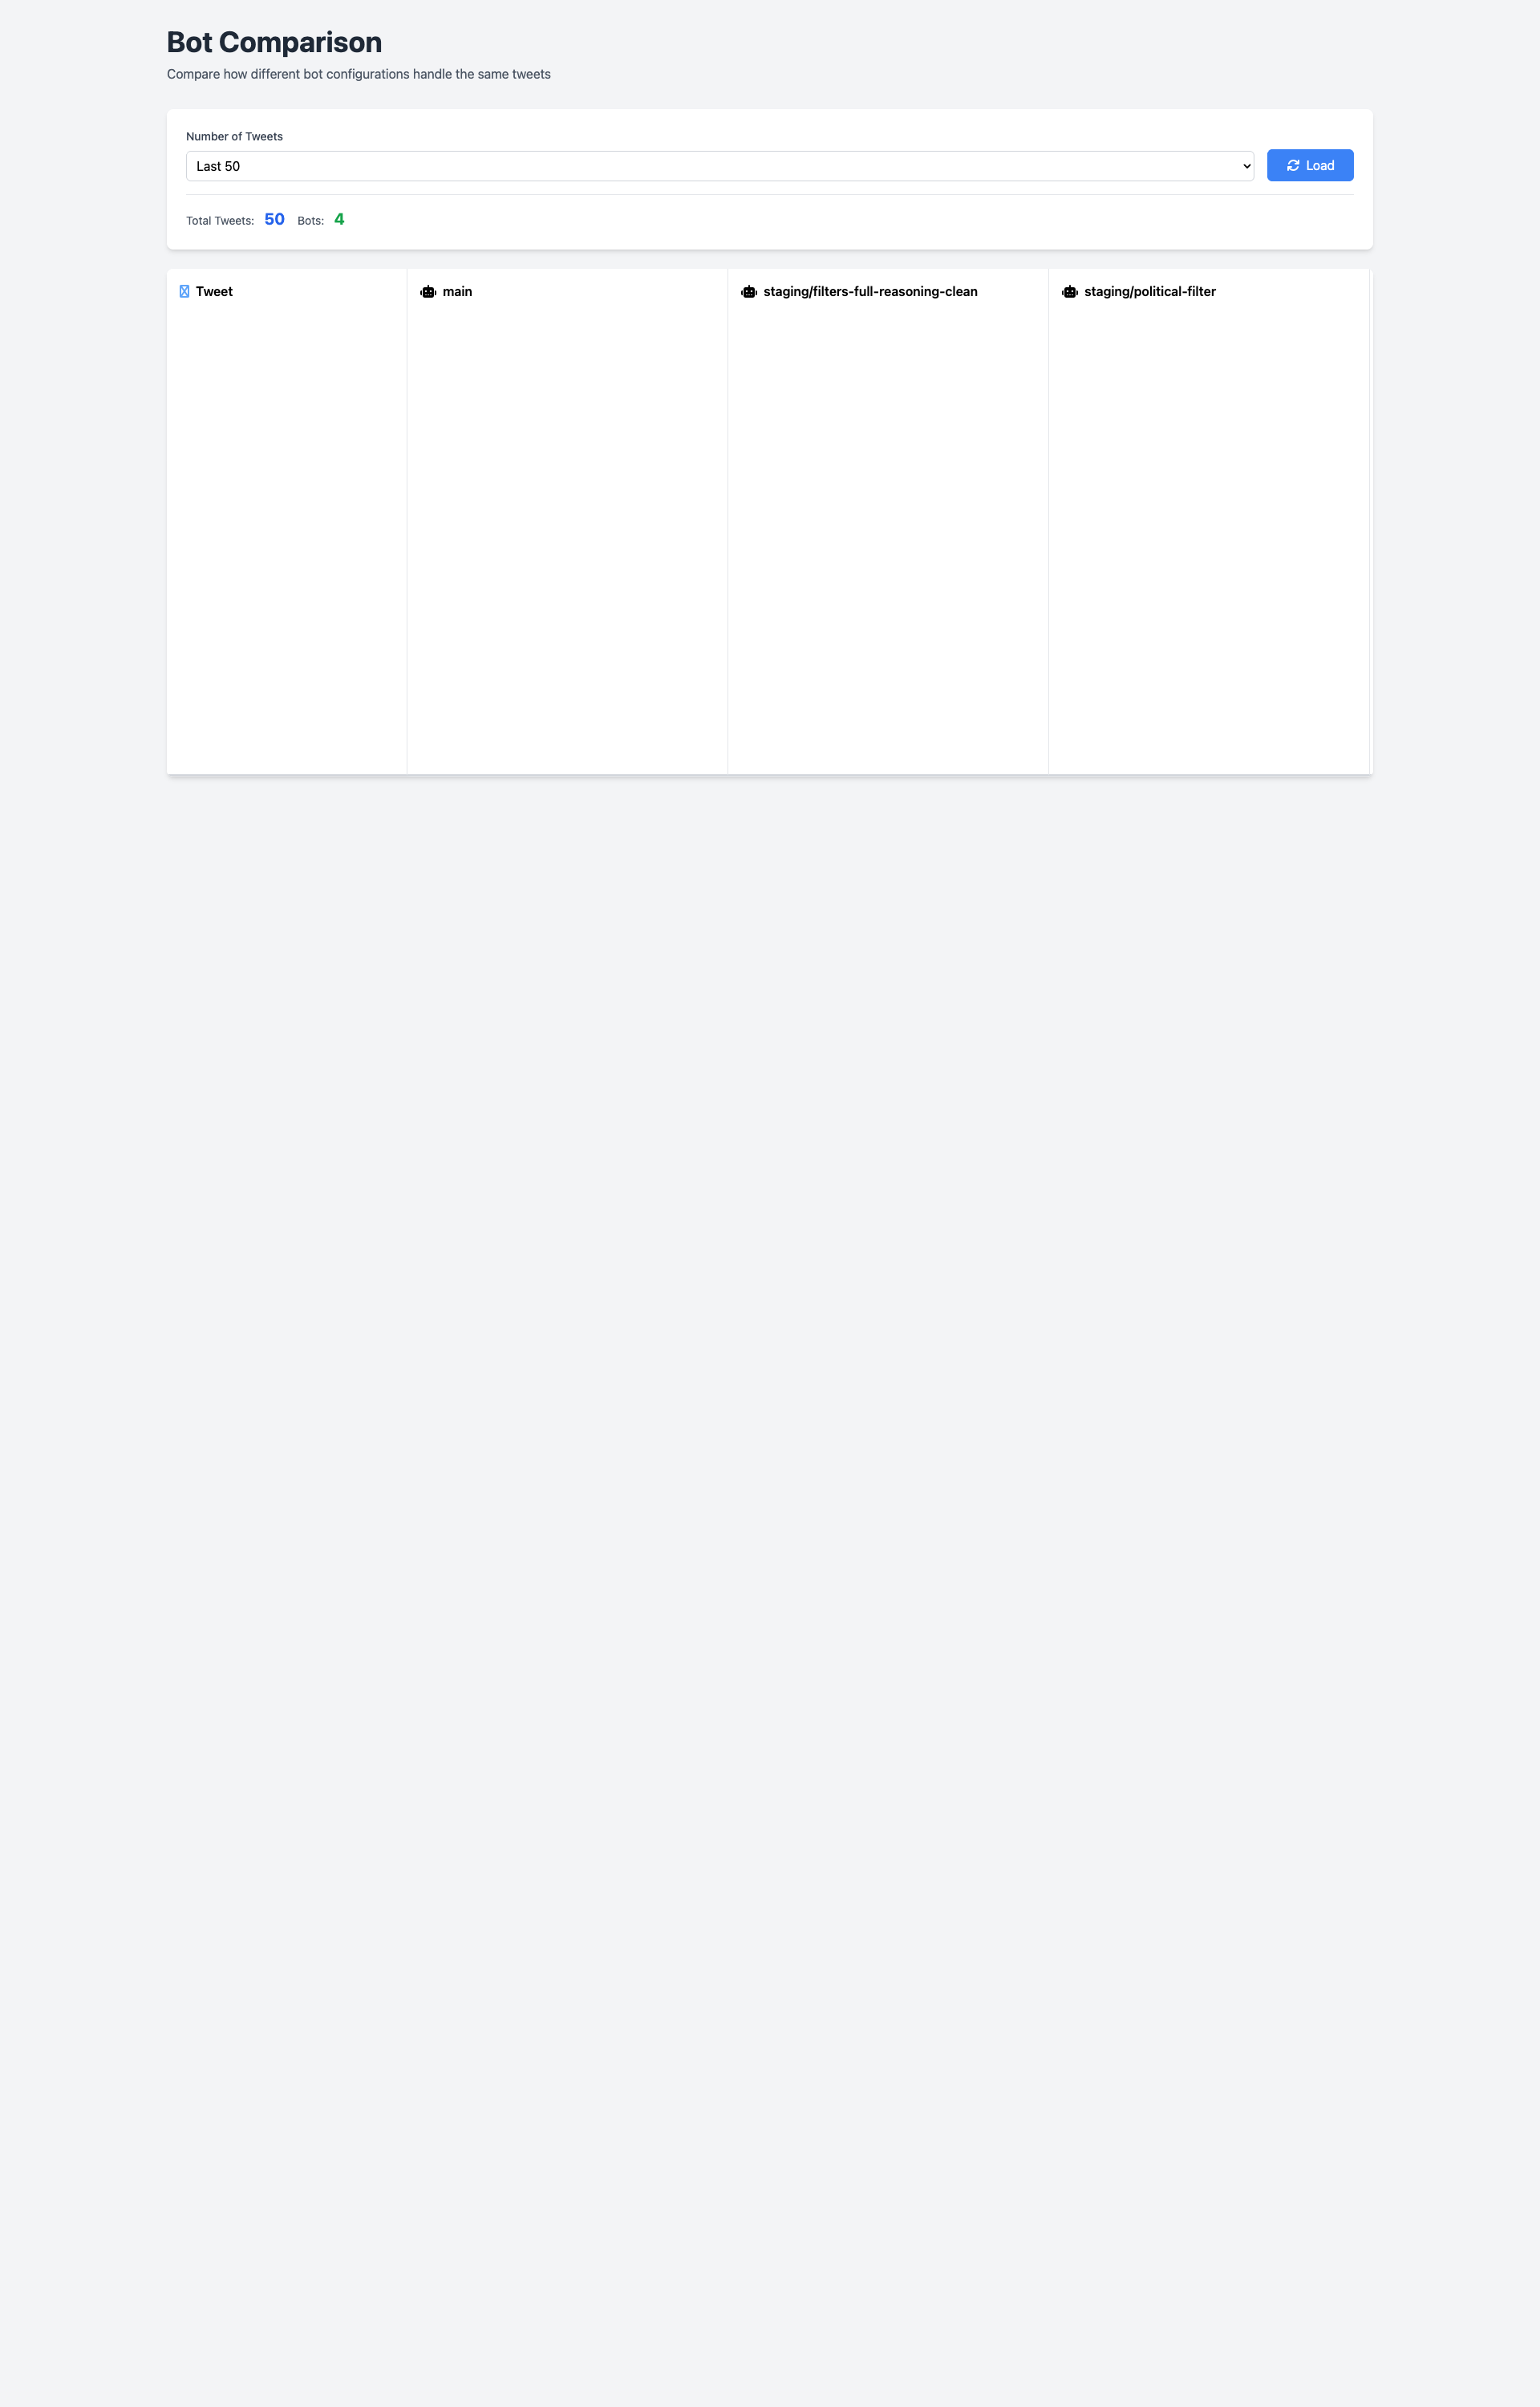 Bot Comparison
Compare how different bot configurations handle the same tweets
Number of Tweets
Last 50
Load
Total Tweets: 50 Bots: 4
Tweet
main
staging/filters-full-reasoning-clean
staging/political-filter